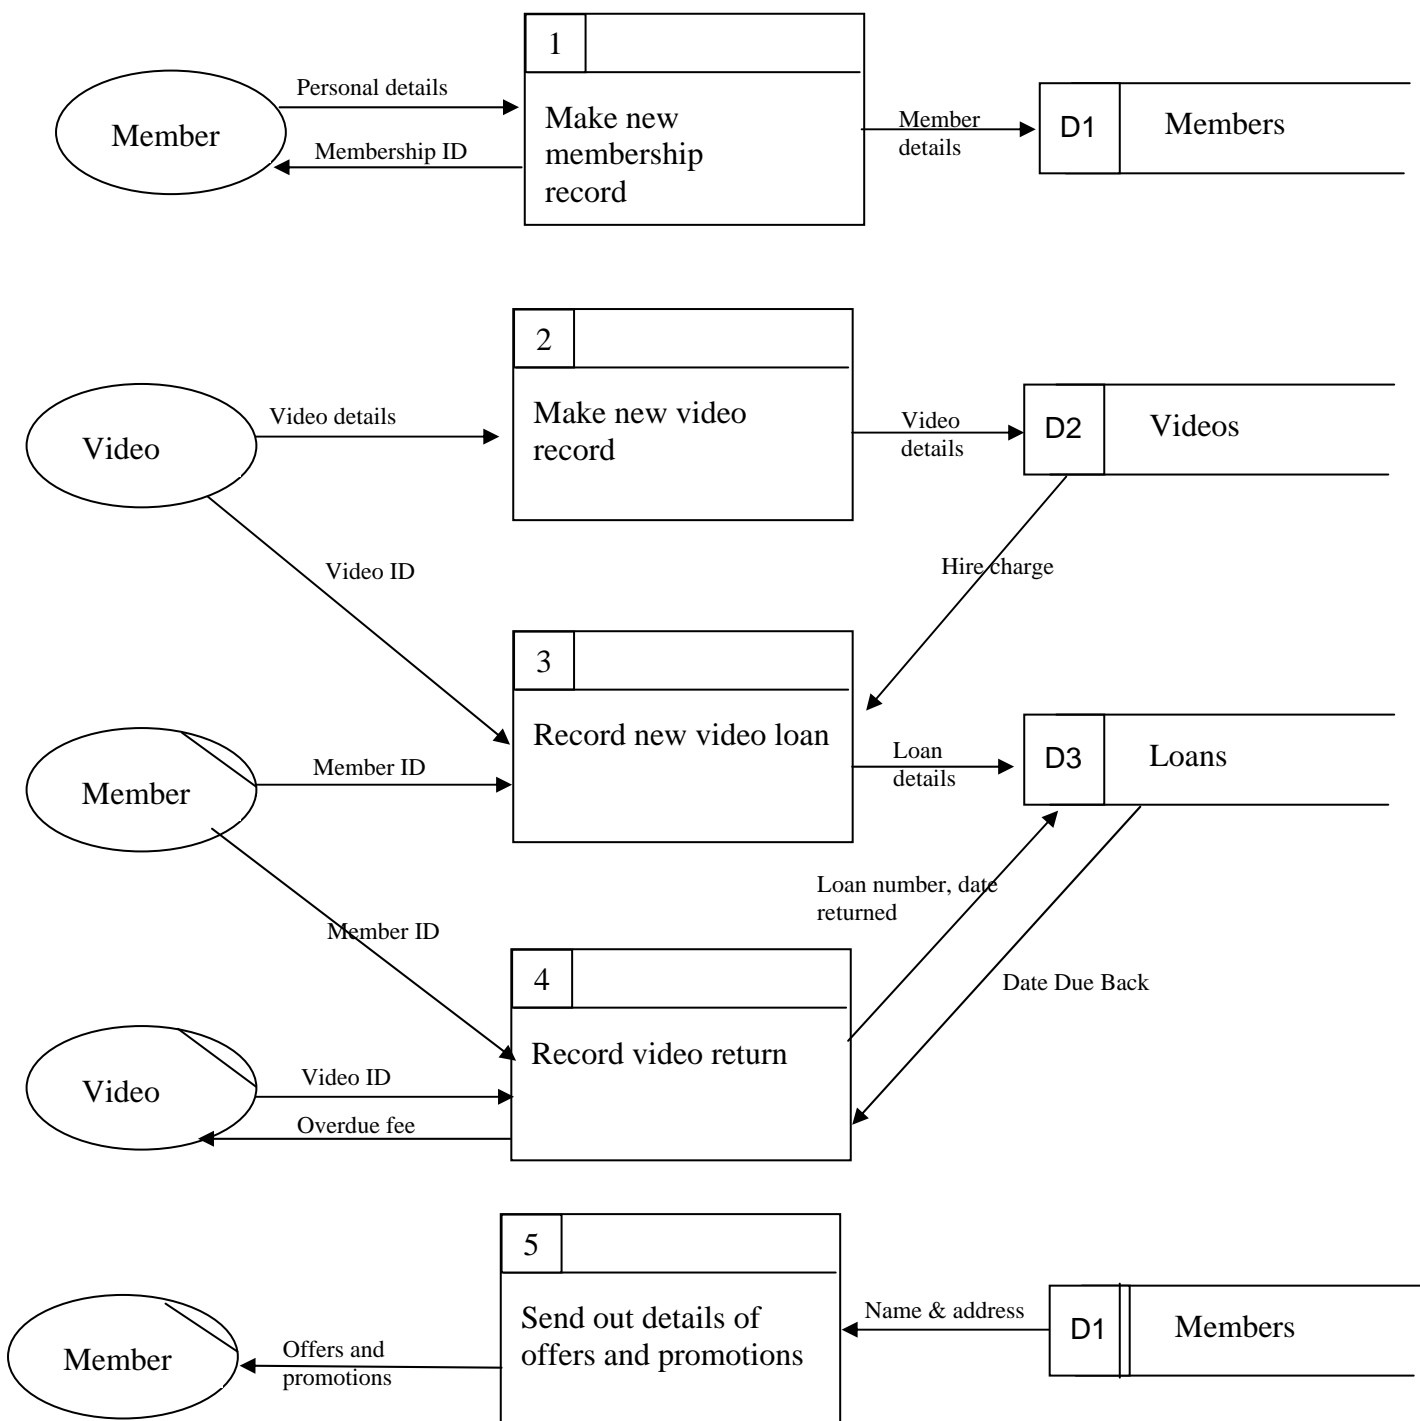 1
Personal details
Member
Membership ID
Make new
membership
record
Member
details
D1
Members
2
Video details
Video
Make new video
record
Video
details
D2
Videos
Video ID
Hire charge
3
Record new video loan
Member ID
Member
Loan
details
D3
Loans
Member ID
Loan number, date
returned
Date Due Back
4
Record video return
Video
Video ID
Overdue fee
5
Send out details of
offers and promotions
Name & address
D1
Members
Member
Offers and
promotions